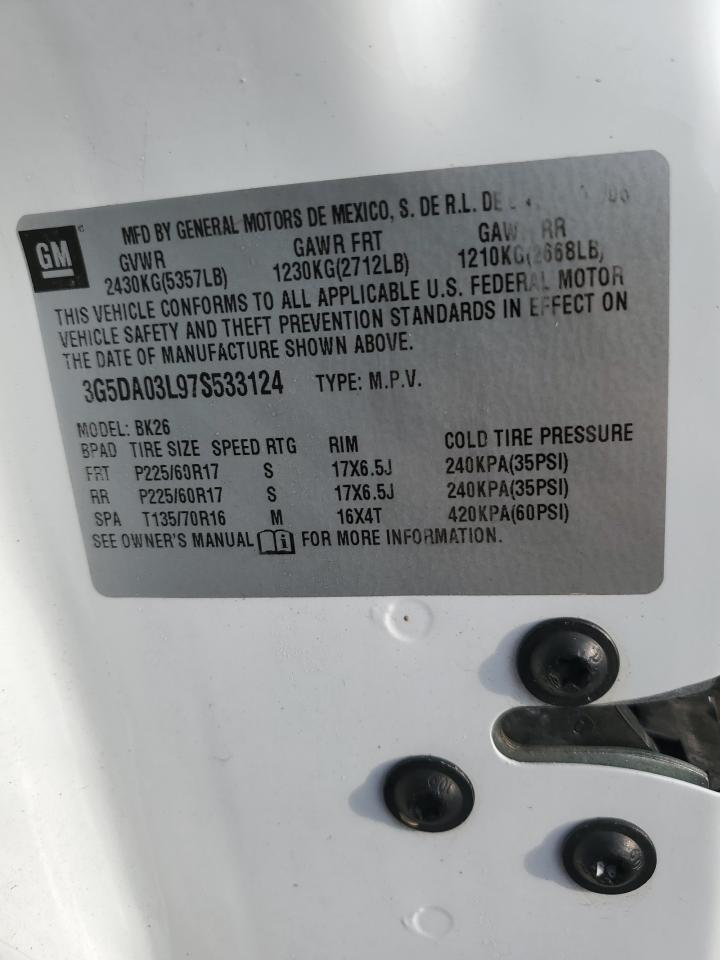 GM
MFD BY GENERAL MOTORS DE MEXICO, S. DE R.L. DE
GVWR GAWR FRT GAW RR
2430KG(5357LB) 1230KG(2712LB) 1210KG(2668LB)
THIS VEHICLE CONFORMS TO ALL APPLICABLE U.S. FEDERAL MOTOR
VEHICLE SAFETY AND THEFT PREVENTION STANDARDS IN EFFECT ON
THE DATE OF MANUFACTURE SHOWN ABOVE.
3G5DA03L97S533124 TYPE: M.P.V.
MODEL: BK26
BPAD TIRE SIZE SPEED RTG RIM COLD TIRE PRESSURE
FRT P225/60R17 S 17X6.5J 240KPA(35PSI)
RR P225/60R17 S 17X6.5J 240KPA(35PSI)
SPA T135/70R16 M 16X4T 420KPA(60PSI)
SEE OWNER'S MANUAL i FOR MORE INFORMATION.